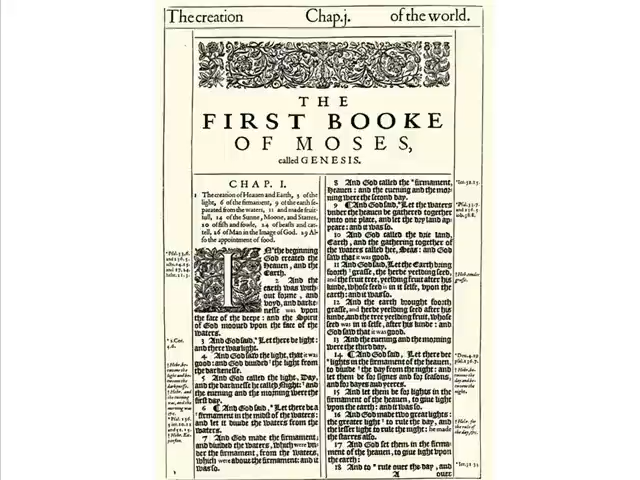 The creation Chap.j. of the world.
THE
FIRST BOOKE
OF MOSES,
called GENESIS.
CHAP. I.
1 The creation of Heauen and Earth, 3 of the
light, 6 of the firmament, 9 of the earth se-
parated from the waters, 11 and made fruit-
full, 14 of the Sunne, Moone, and Starres,
20 of fish and fowle, 24 of beasts and cat-
tell, 26 of Man in the Image of God. 29 Al-
so the appointment of food.
IN the beginning
God created the
Heauen, and the
Earth.
2 And the
earth was with-
out forme, and
voyd, and darke-
nesse was vpon
the face of the deepe: and the Spirit
of God mooued vpon the face of the
waters.
3 And God said, Let there be light:
and there was light.
4 And God saw the light, that it was
good: and God diuided the light from
the darkenesse.
5 And God called the light, Day,
and the darknesse he called Night: and
the euening and the morning were the
first day.
6 ¶ And God said, Let there be a
firmament in the midst of the waters:
and let it diuide the waters from the
waters.
7 And God made the firmament;
and diuided the waters, which were vn-
der the firmament, from the waters,
which were aboue the firmament: and it
was so.
8 And God called the firmament,
Heauen: and the euening and the mor-
ning were the second day.
9 ¶ And God said, Let the waters
vnder the heauen be gathered together
vnto one place, and let the dry land ap-
peare: and it was so.
10 And God called the drie land,
Earth, and the gathering together of
the waters called hee, Seas: and God
saw that it was good.
11 And God said, Let the Earth bring
foorth grasse, the herbe yeelding seed,
and the fruit tree, yeelding fruit after his
kinde, whose seed is in it selfe, vpon the
earth: and it was so.
12 And the earth brought foorth
grasse, and herbe yeelding seed after his
kinde, and the tree yeelding fruit, whose
seed was in it selfe, after his kinde: and
God saw that it was good.
13 And the euening and the morning
were the third day.
14 ¶ And God said, Let there bee
lights in the firmament of the heauen,
to diuide the day from the night: and
let them be for signes and for seasons,
and for dayes and yeeres.
15 And let them be for lights in the
firmament of the heauen, to giue light
vpon the earth: and it was so.
16 And God made two great lights:
the greater light to rule the day, and
the lesser light to rule the night: he made
the starres also.
17 And God set them in the firma-
ment of the heauen, to giue light vpon
the earth:
18 And to rule ouer the day, and
A ouer